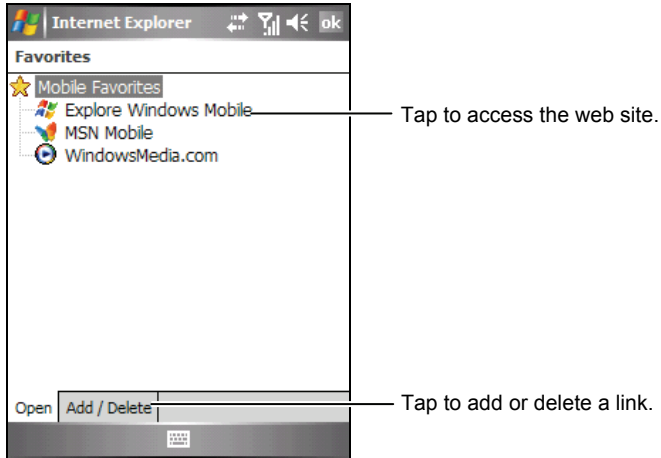 Internet Explorer ok
Favorites
Mobile Favorites
Explore Windows Mobile
Tap to access the web site.
MSN Mobile
WindowsMedia.com
Open Add / Delete
Tap to add or delete a link.